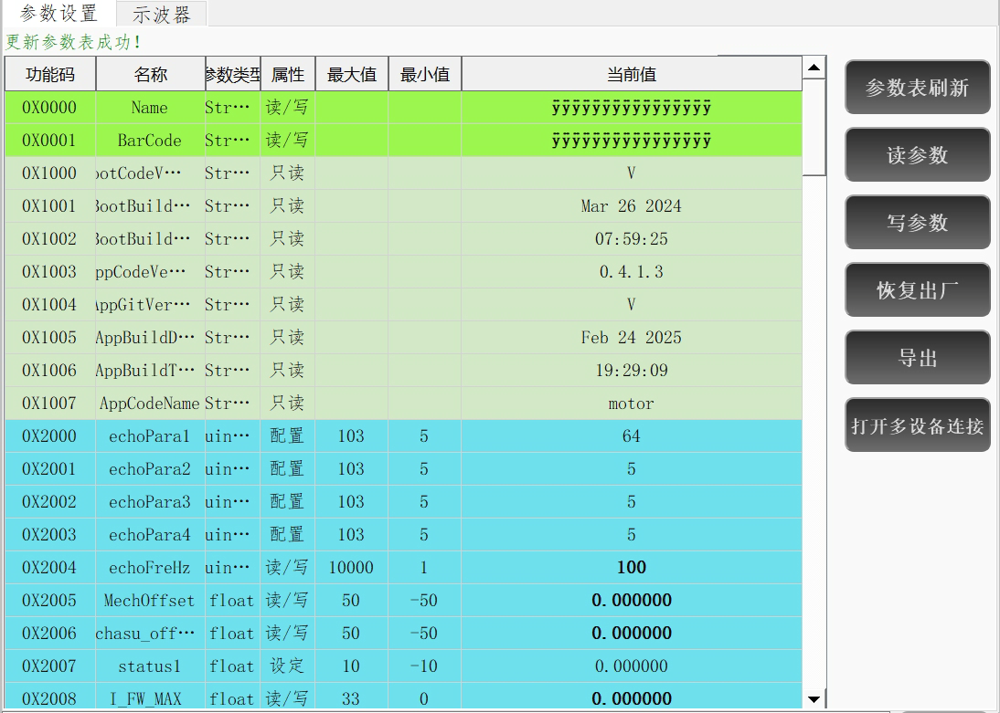 参数设置 示波器
更新参数表成功!
功能码 名称 参数类型 属性 最大值 最小值 当前值
0X0000 Name Str··· 读/写 ÿÿÿÿÿÿÿÿÿÿÿÿÿÿÿÿ
0X0001 BarCode Str··· 读/写 ÿÿÿÿÿÿÿÿÿÿÿÿÿÿÿÿ
0X1000 ootCodeV··· Str··· 只读 V
0X1001 BootBuild··· Str··· 只读 Mar 26 2024
0X1002 BootBuild··· Str··· 只读 07:59:25
0X1003 ppCodeVe··· Str··· 只读 0.4.1.3
0X1004 AppGitVer··· Str··· 只读 V
0X1005 AppBuildD··· Str··· 只读 Feb 24 2025
0X1006 AppBuildT··· Str··· 只读 19:29:09
0X1007 AppCodeName Str··· 只读 motor
0X2000 echoPara1 uin··· 配置 103 5 64
0X2001 echoPara2 uin··· 配置 103 5 5
0X2002 echoPara3 uin··· 配置 103 5 5
0X2003 echoPara4 uin··· 配置 103 5 5
0X2004 echoFreHz uin··· 读/写 10000 1 100
0X2005 MechOffset float 读/写 50 -50 0.000000
0X2006 chasu_off··· float 读/写 50 -50 0.000000
0X2007 status1 float 设定 10 -10 0.000000
0X2008 I_FW_MAX float 读/写 33 0 0.000000
参数表刷新
读参数
写参数
恢复出厂
导出
打开多设备连接